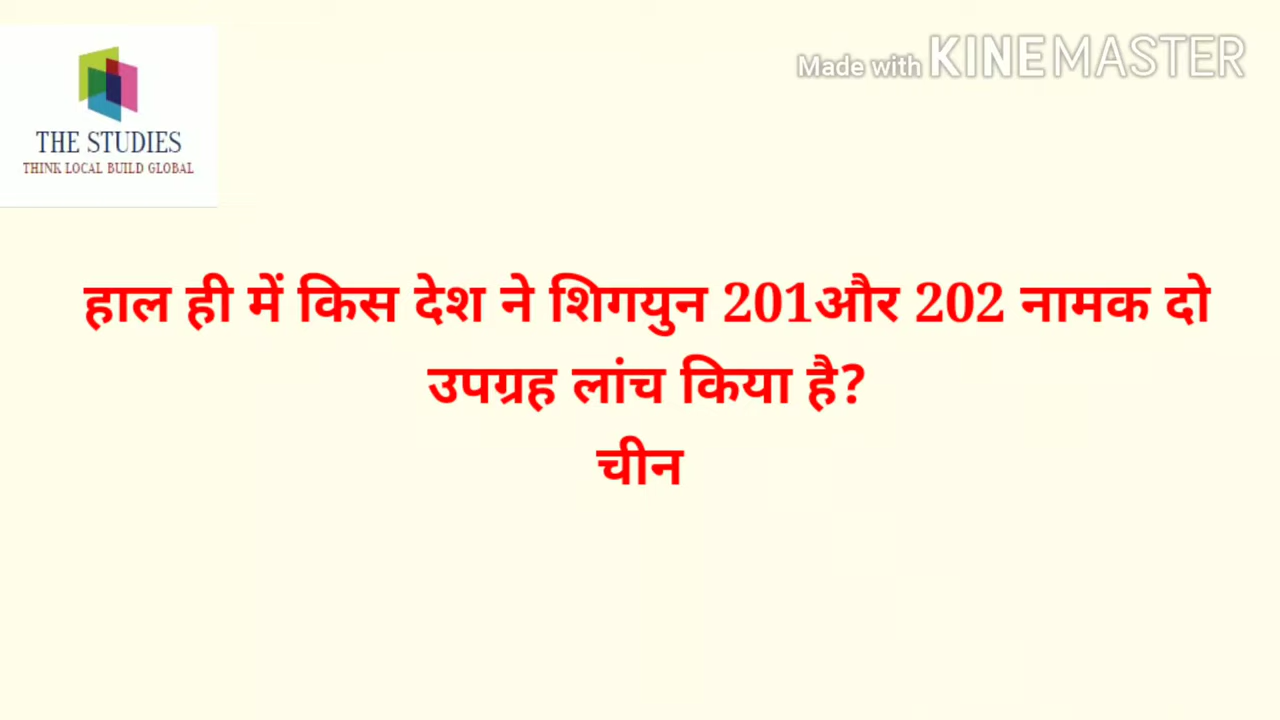 Made with KINEMASTER
THE STUDIES
THINK LOCAL BUILD GLOBAL
हाल ही में किस देश ने शिगयुन 201और 202 नामक दो
उपग्रह लांच किया है?
चीन